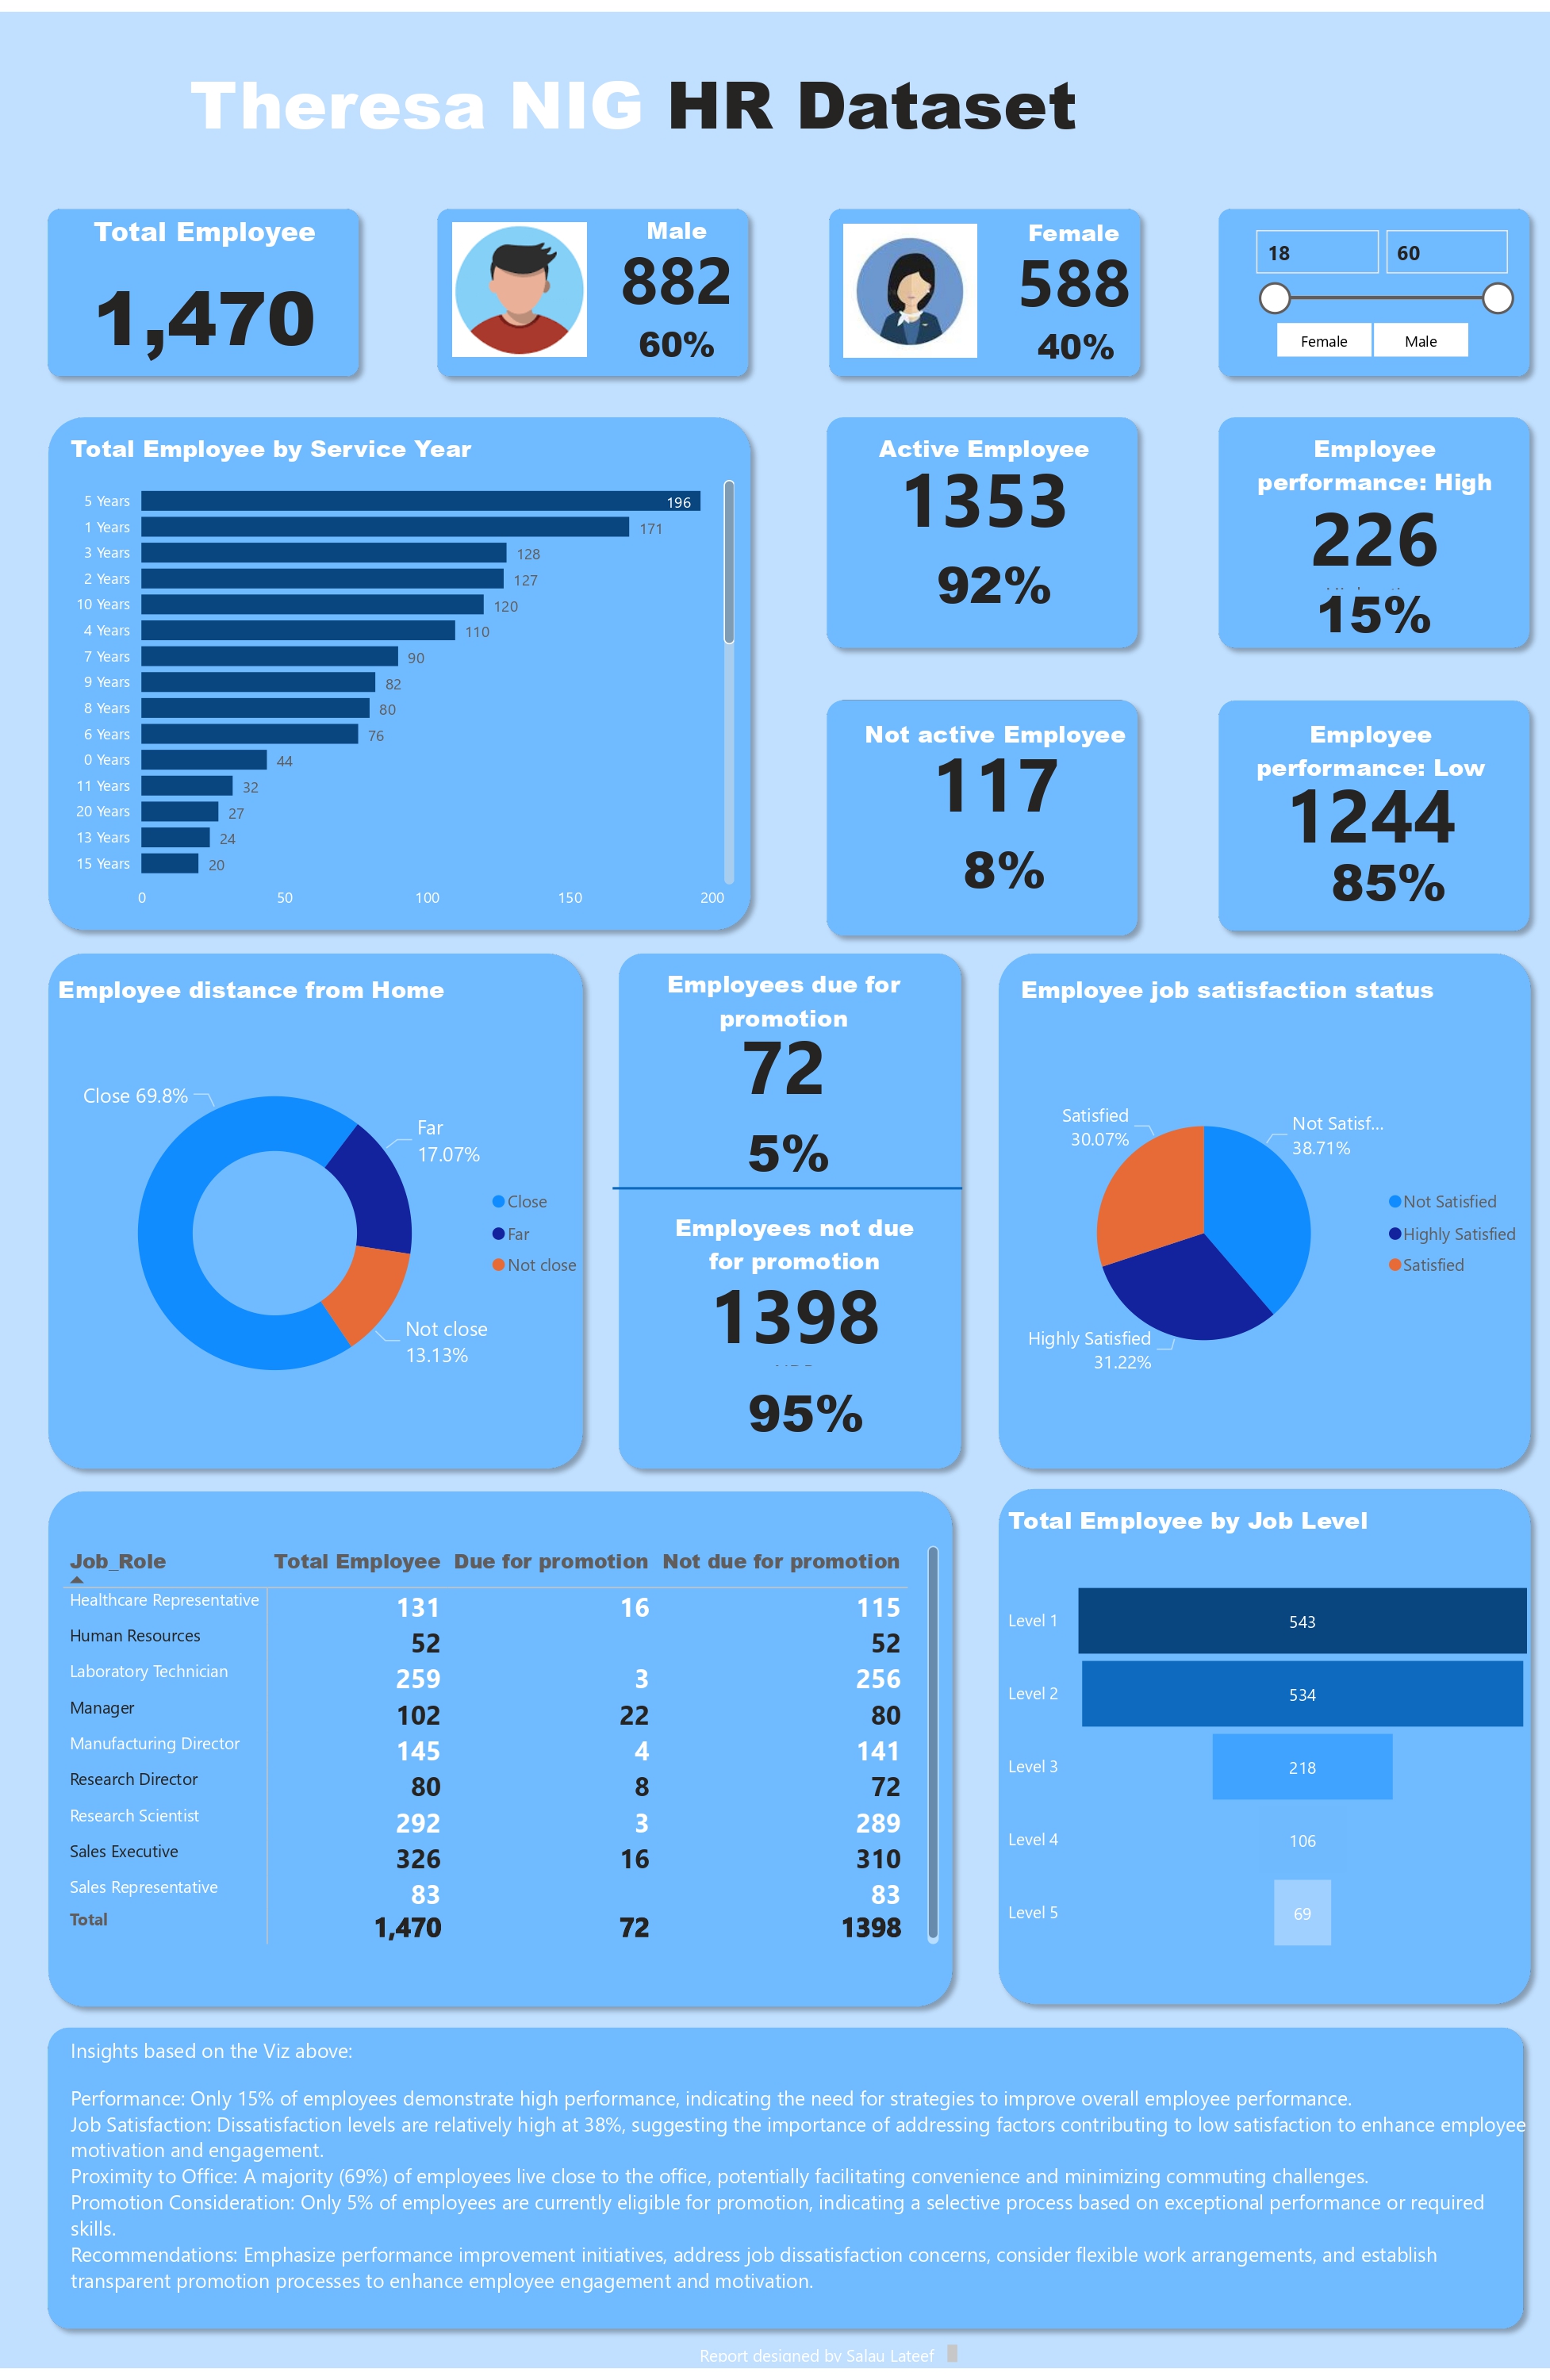 Theresa NIG HR Dataset
Total Employee
1,470
Male
882
60%
Female
588
40%
18 60
Female Male
Total Employee by Service Year
5 Years 196
1 Years 171
3 Years 128
2 Years 127
10 Years 120
4 Years 110
7 Years 90
9 Years 82
8 Years 80
6 Years 76
0 Years 44
11 Years 32
20 Years 27
13 Years 24
15 Years 20
0 50 100 150 200
Active Employee
1353
92%
Employee
performance: High
226
15%
Not active Employee
117
8%
Employee
performance: Low
1244
85%
Employee distance from Home
Close 69.8%
Far
17.07%
Not close
13.13%
Close
Far
Not close
Employees due for
promotion
72
5%
Employees not due
for promotion
1398
95%
Employee job satisfaction status
Satisfied
30.07%
Not Satisf...
38.71%
Highly Satisfied
31.22%
Not Satisfied
Highly Satisfied
Satisfied
Job_Role Total Employee Due for promotion Not due for promotion
Healthcare Representative 131 16 115
Human Resources 52 52
Laboratory Technician 259 3 256
Manager 102 22 80
Manufacturing Director 145 4 141
Research Director 80 8 72
Research Scientist 292 3 289
Sales Executive 326 16 310
Sales Representative 83 83
Total 1,470 72 1398
Total Employee by Job Level
Level 1 543
Level 2 534
Level 3 218
Level 4 106
Level 5 69
Insights based on the Viz above:
Performance: Only 15% of employees demonstrate high performance, indicating the need for strategies to improve overall employee performance.
Job Satisfaction: Dissatisfaction levels are relatively high at 38%, suggesting the importance of addressing factors contributing to low satisfaction to enhance employee
motivation and engagement.
Proximity to Office: A majority (69%) of employees live close to the office, potentially facilitating convenience and minimizing commuting challenges.
Promotion Consideration: Only 5% of employees are currently eligible for promotion, indicating a selective process based on exceptional performance or required
skills.
Recommendations: Emphasize performance improvement initiatives, address job dissatisfaction concerns, consider flexible work arrangements, and establish
transparent promotion processes to enhance employee engagement and motivation.
Report designed by Salau Lateef